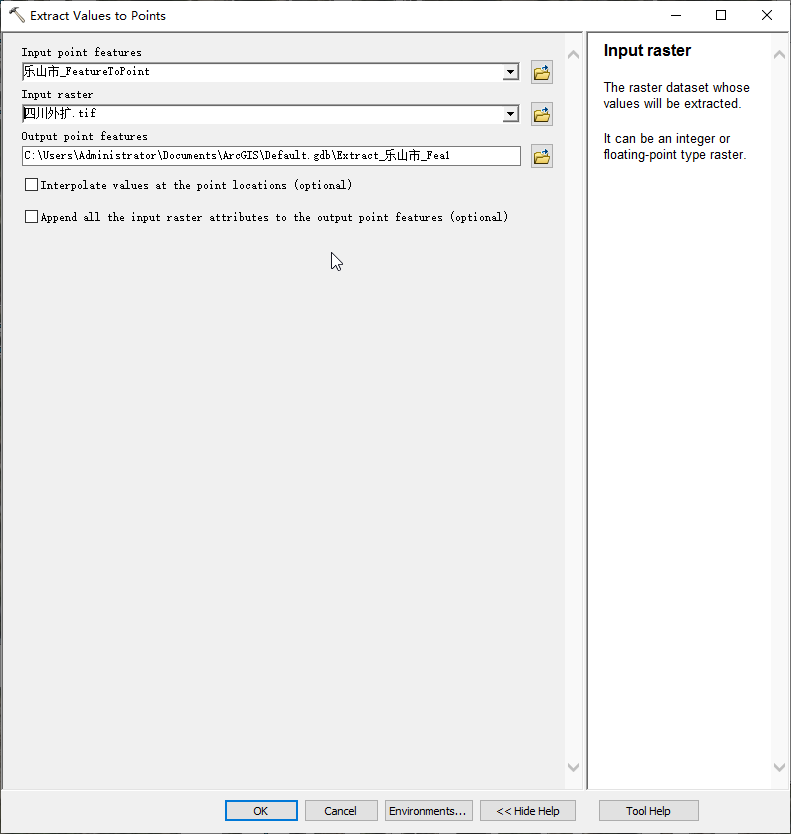 Extract Values to Points
Input point features
乐山市_FeatureToPoint
Input raster
四川外扩.tif
Output point features
C:\Users\Administrator\Documents\ArcGIS\Default.gdb\Extract_乐山市_Fea1
Interpolate values at the point locations (optional)
Append all the input raster attributes to the output point features (optional)
Input raster
The raster dataset whose
values will be extracted.
It can be an integer or
floating-point type raster.
OK
Cancel
Environments...
<< Hide Help
Tool Help